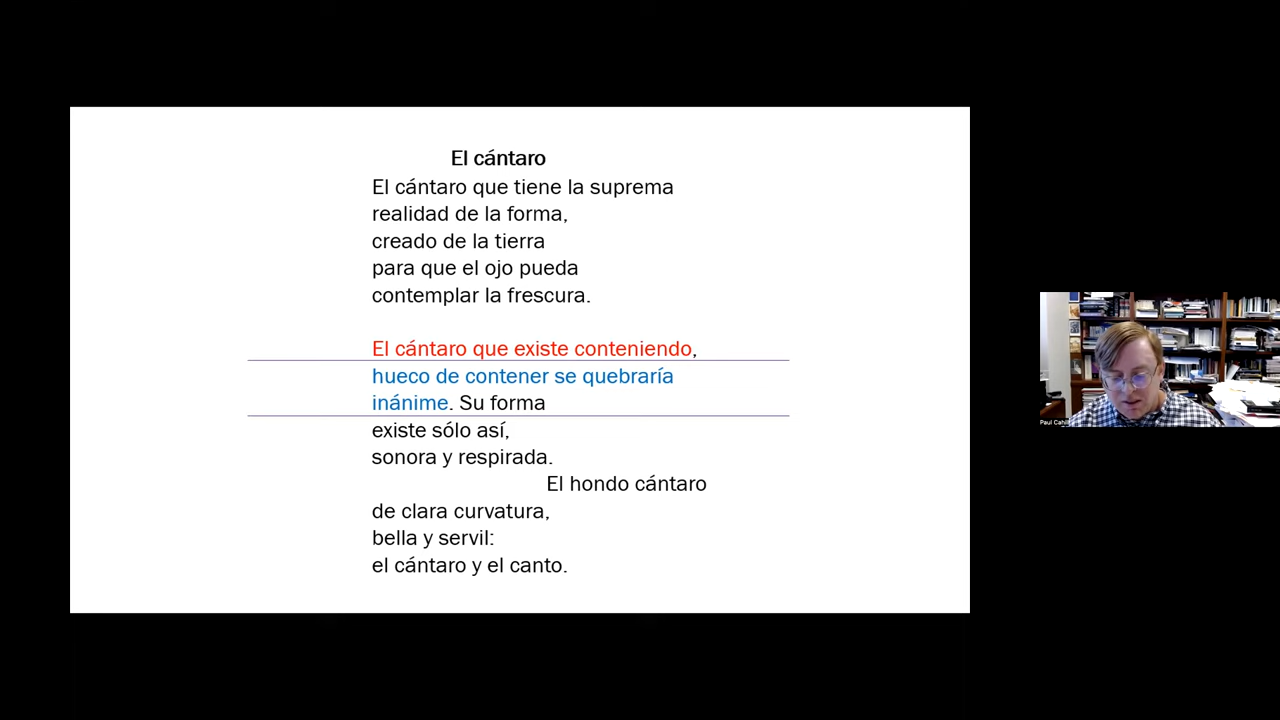 El cántaro
El cántaro que tiene la suprema
realidad de la forma,
creado de la tierra
para que el ojo pueda
contemplar la frescura.
El cántaro que existe conteniendo,
hueco de contener se quebraría
inánime. Su forma
existe sólo así,
sonora y respirada.
El hondo cántaro
de clara curvatura,
bella y servil:
el cántaro y el canto.
Paul